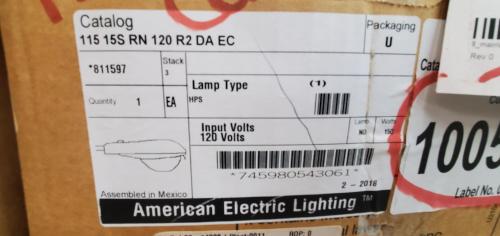 Catalog
115 15S RN 120 R2 DA EC
Packaging
U
*811597
Stack
3
Quantity 1 EA
Lamp Type (1)
HPS
Input Volts
120 Volts
Lamp Watts
NO 150
*745980543061*
Assembled in Mexico
2-2016
American Electric Lighting TM
Rev 0
1005
Label No.